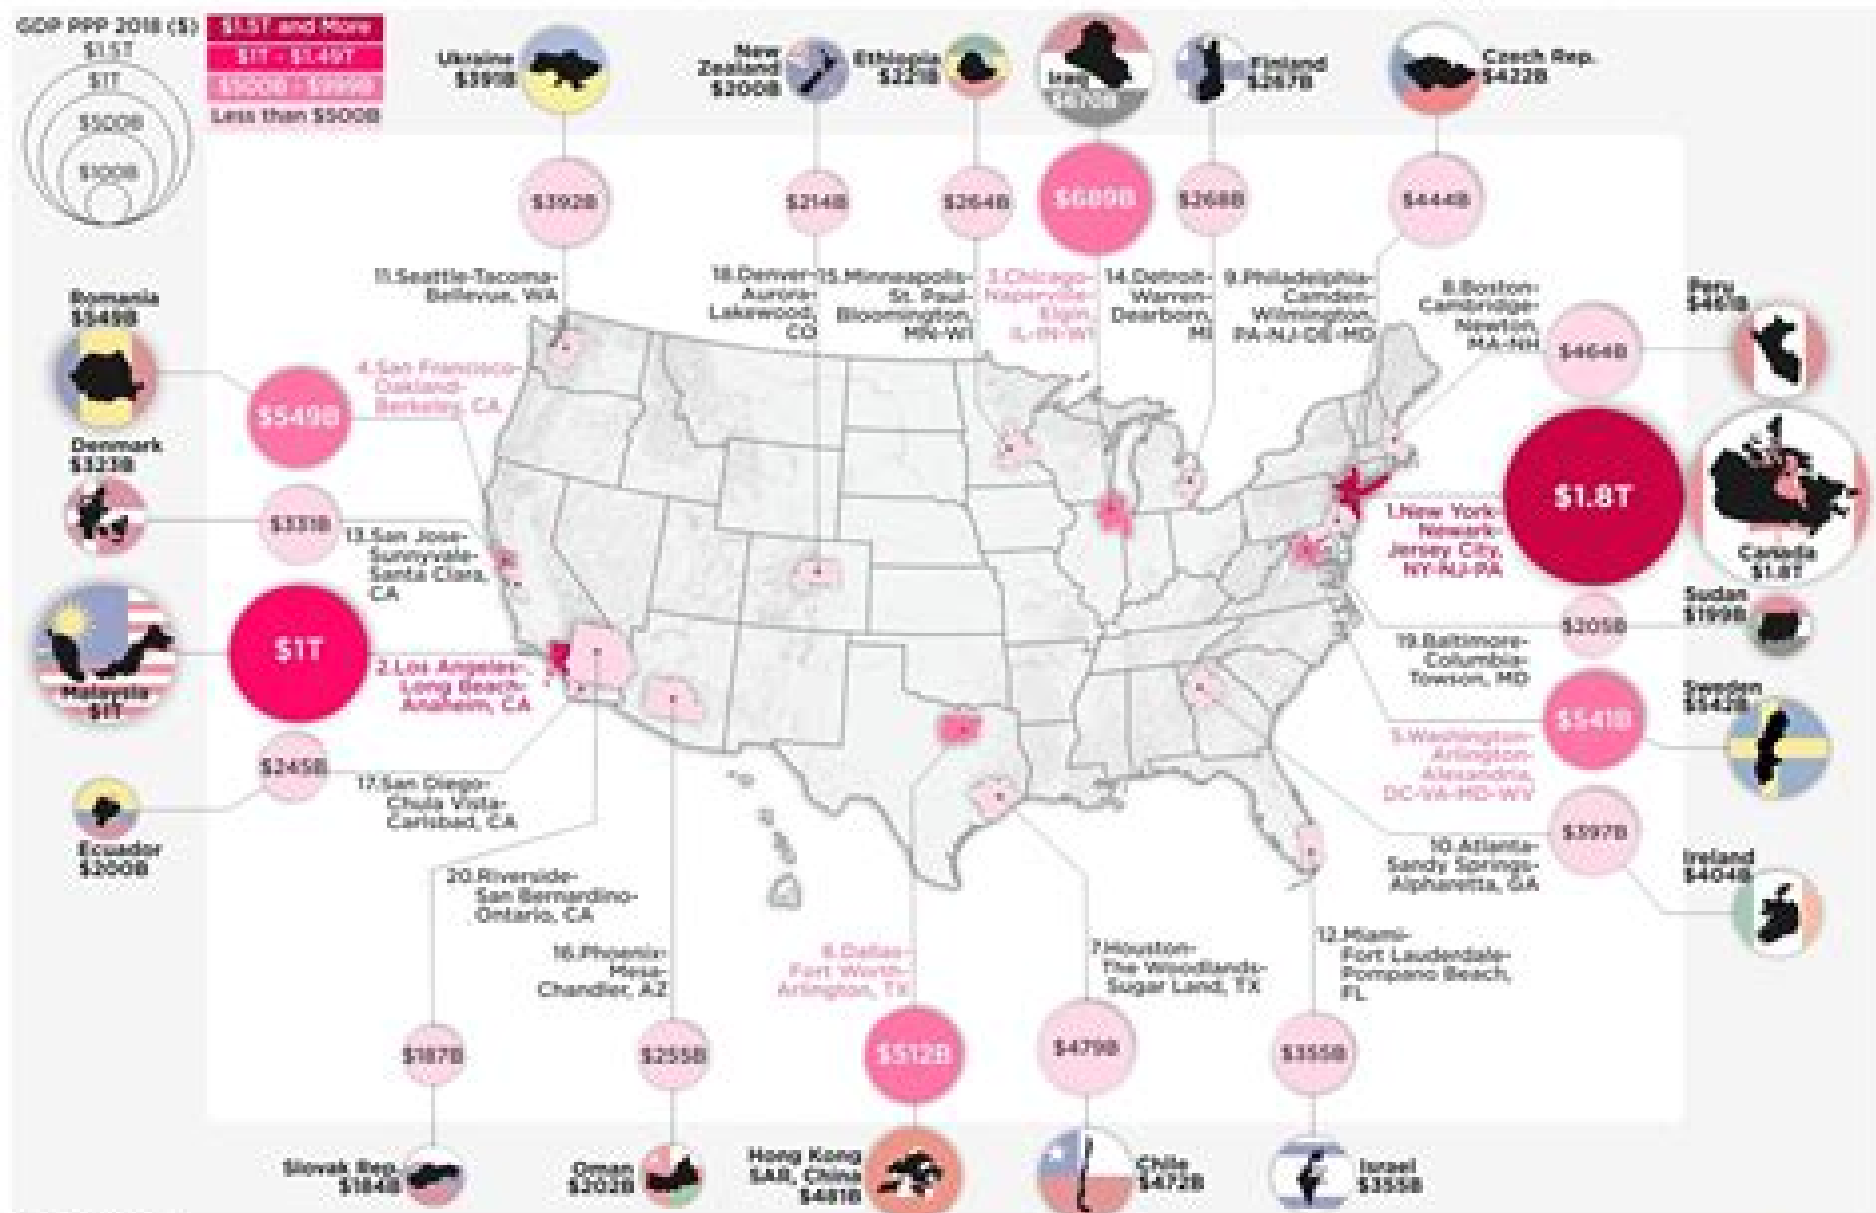 GDP PPP 2018 ($)
$1.5T
$1T
$500B
$100B
$1.5T and More
$1T - $1.49T
$500B - $999B
Less than $500B
Ukraine
$391B
New
Zealand
$200B
Ethiopia
$221B
Iraq
$670B
Finland
$267B
Czech Rep.
$422B
$392B
$214B
$264B
$689B
$268B
$444B
11.Seattle-Tacoma-
Bellevue, WA
18.Denver-
Aurora-
Lakewood,
CO
15.Minneapolis-
St. Paul-
Bloomington,
MN-WI
3.Chicago-
Naperville-
Elgin,
IL-IN-WI
14.Detroit-
Warren-
Dearborn,
MI
9.Philadelphia-
Camden-
Wilmington,
PA-NJ-DE-MD
8.Boston-
Cambridge-
Newton,
MA-NH
$464B
Peru
$461B
Romania
$549B
$549B
4.San Francisco-
Oakland-
Berkeley, CA
Denmark
$323B
$331B
13.San Jose-
Sunnyvale-
Santa Clara,
CA
Malaysia
$1T
$1T
2.Los Angeles-
Long Beach-
Anaheim, CA
$245B
17.San Diego-
Chula Vista-
Carlsbad, CA
Ecuador
$200B
1.New York-
Newark-
Jersey City,
NY-NJ-PA
$1.8T
Canada
$1.8T
19.Baltimore-
Columbia-
Towson, MD
$205B
Sudan
$199B
5.Washington-
Arlington-
Alexandria,
DC-VA-MD-WV
$541B
Sweden
$542B
10.Atlanta-
Sandy Springs-
Alpharetta, GA
$397B
Ireland
$404B
20.Riverside-
San Bernardino-
Ontario, CA
16.Phoenix-
Mesa-
Chandler, AZ
6.Dallas-
Fort Worth-
Arlington, TX
7.Houston-
The Woodlands-
Sugar Land, TX
12.Miami-
Fort Lauderdale-
Pompano Beach,
FL
$187B
$255B
$512B
$479B
$355B
Slovak Rep.
$184B
Oman
$202B
Hong Kong
SAR, China
$481B
Chile
$472B
Israel
$355B